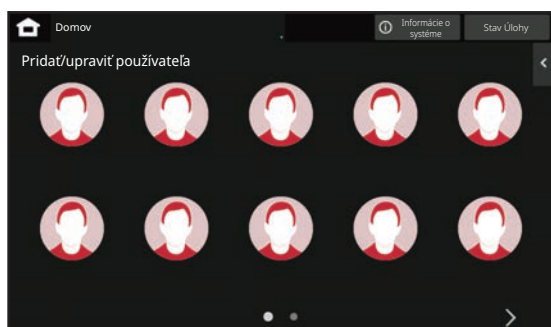 Domov
Informácie o
systéme
Stav Úlohy
Pridať/upraviť používateľa